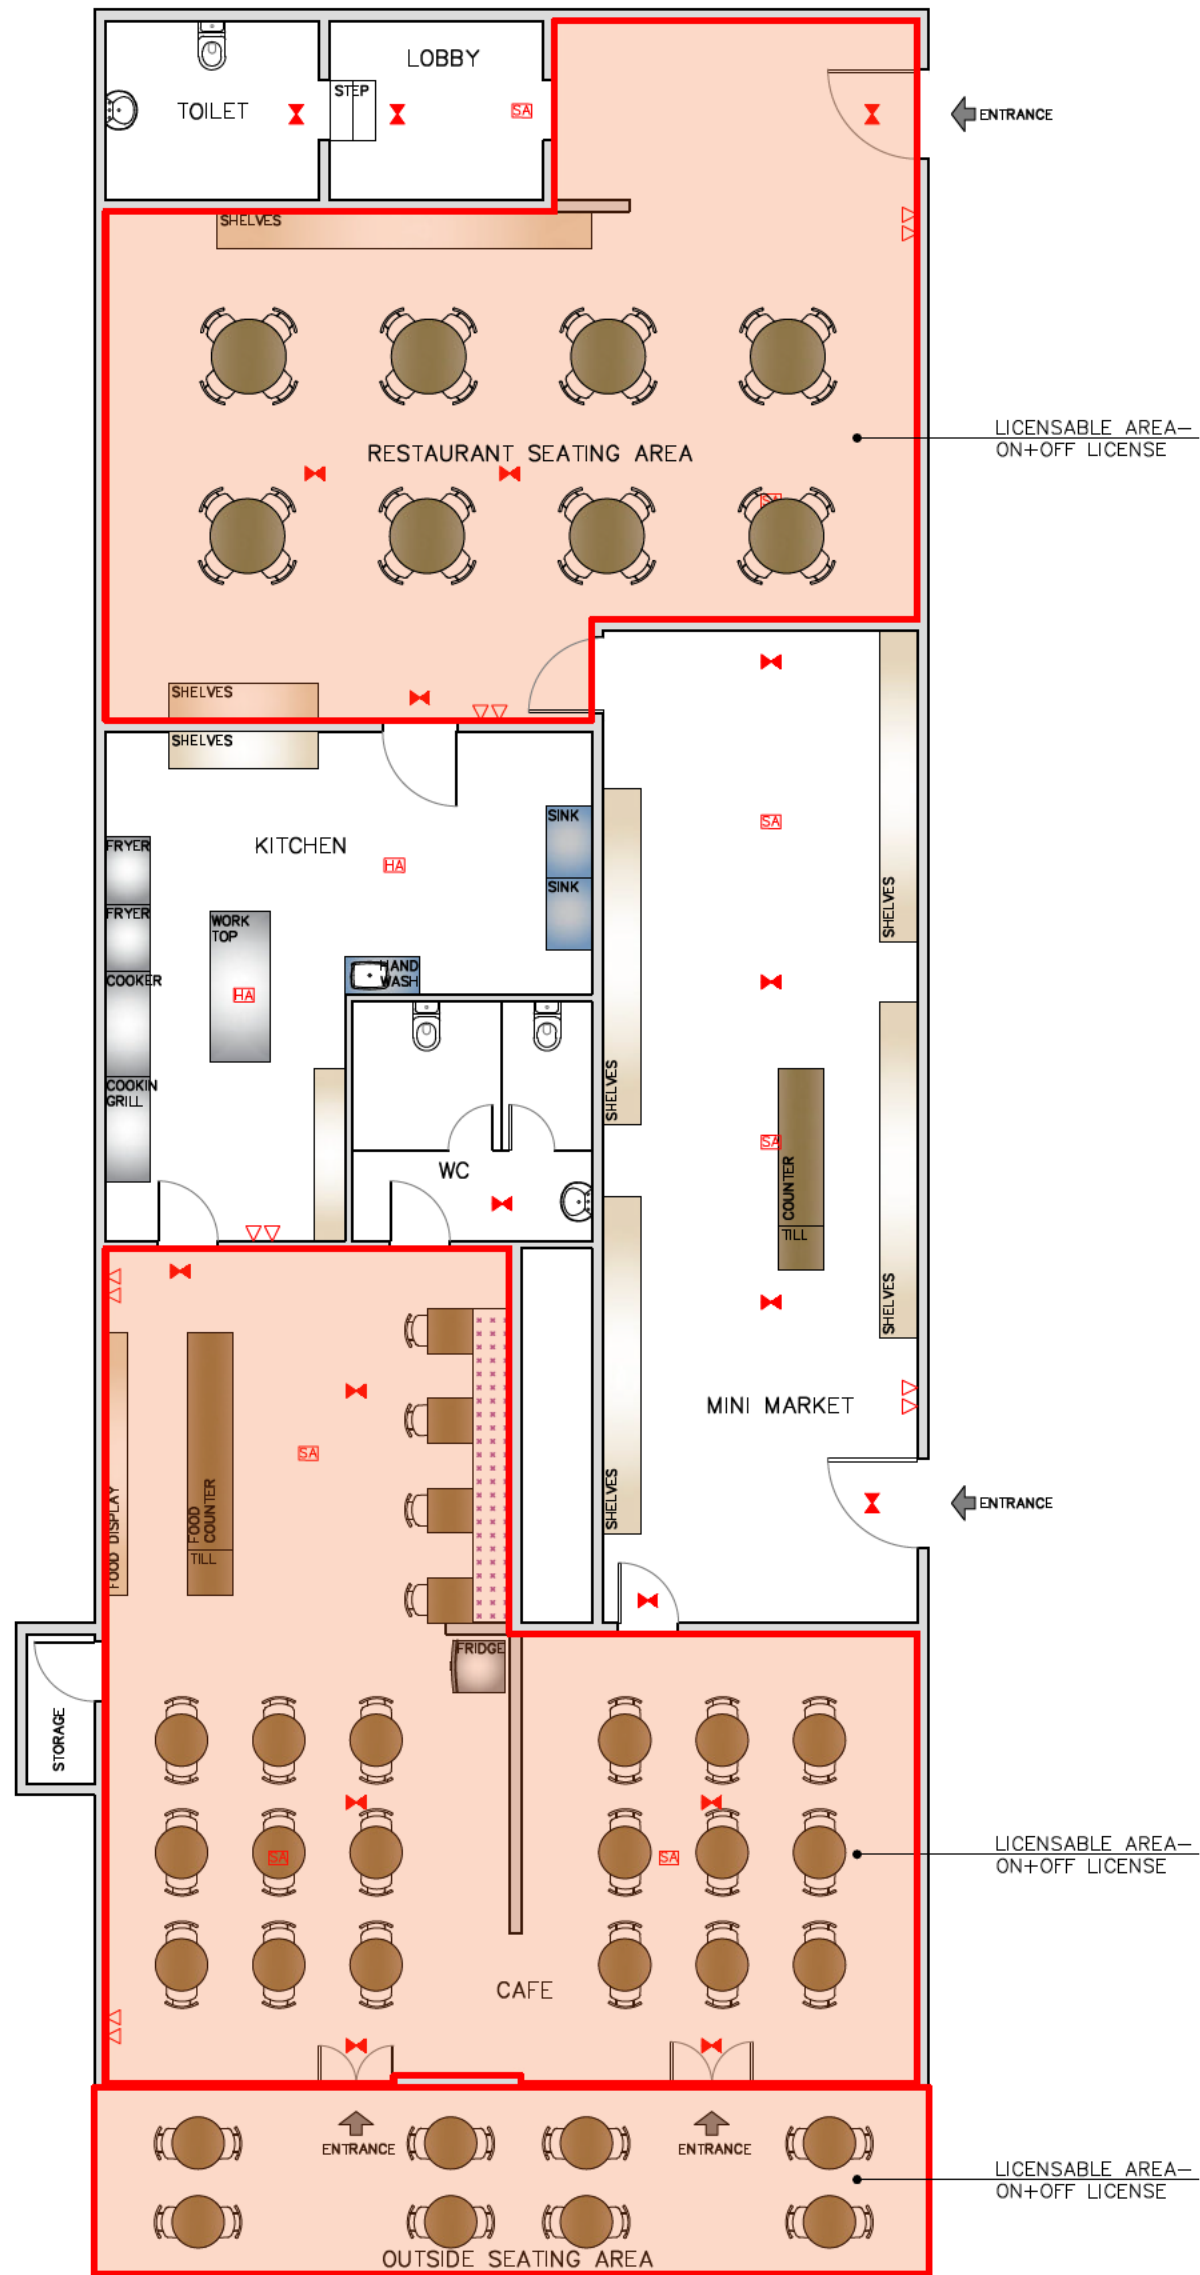 LOBBY
STEP
TOILET
SA
ENTRANCE
SHELVES
LICENSABLE AREA-
ON+OFF LICENSE
RESTAURANT SEATING AREA
SA
SHELVES
SHELVES
SINK
SA
KITCHEN
FRYER
HA
SINK
SHELVES
FRYER
WORK
TOP
HAND
WASH
COOKER
HA
SHELVES
COOKIN
GRILL
SA
WC
COUNTER
TILL
SHELVES
MINI MARKET
SA
SHELVES
ENTRANCE
FOOD DISPLAY
FOOD
COUNTER
TILL
FRIDGE
STORAGE
SA
SA
LICENSABLE AREA-
ON+OFF LICENSE
CAFE
ENTRANCE
ENTRANCE
LICENSABLE AREA-
ON+OFF LICENSE
OUTSIDE SEATING AREA